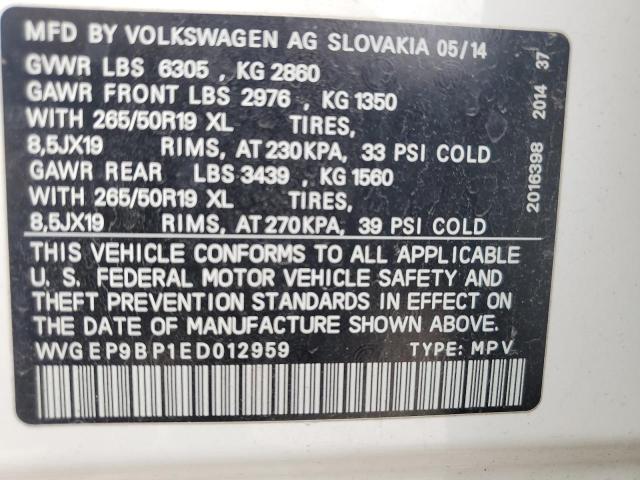 MFD BY VOLKSWAGEN AG SLOVAKIA 05/14
GVWR LBS 6305 , KG 2860
GAWR FRONT LBS 2976 , KG 1350
WITH 265/50R19 XL TIRES,
8,5JX19 RIMS, AT 230KPA, 33 PSI COLD
GAWR REAR LBS 3439 , KG 1560
WITH 265/50R19 XL TIRES,
8,5JX19 RIMS, AT 270KPA, 39 PSI COLD
2016398 2014 37
THIS VEHICLE CONFORMS TO ALL APPLICABLE
U. S. FEDERAL MOTOR VEHICLE SAFETY AND
THEFT PREVENTION STANDARDS IN EFFECT ON
THE DATE OF MANUFACTURE SHOWN ABOVE.
WVGEP9BP1ED012959 TYPE: MPV